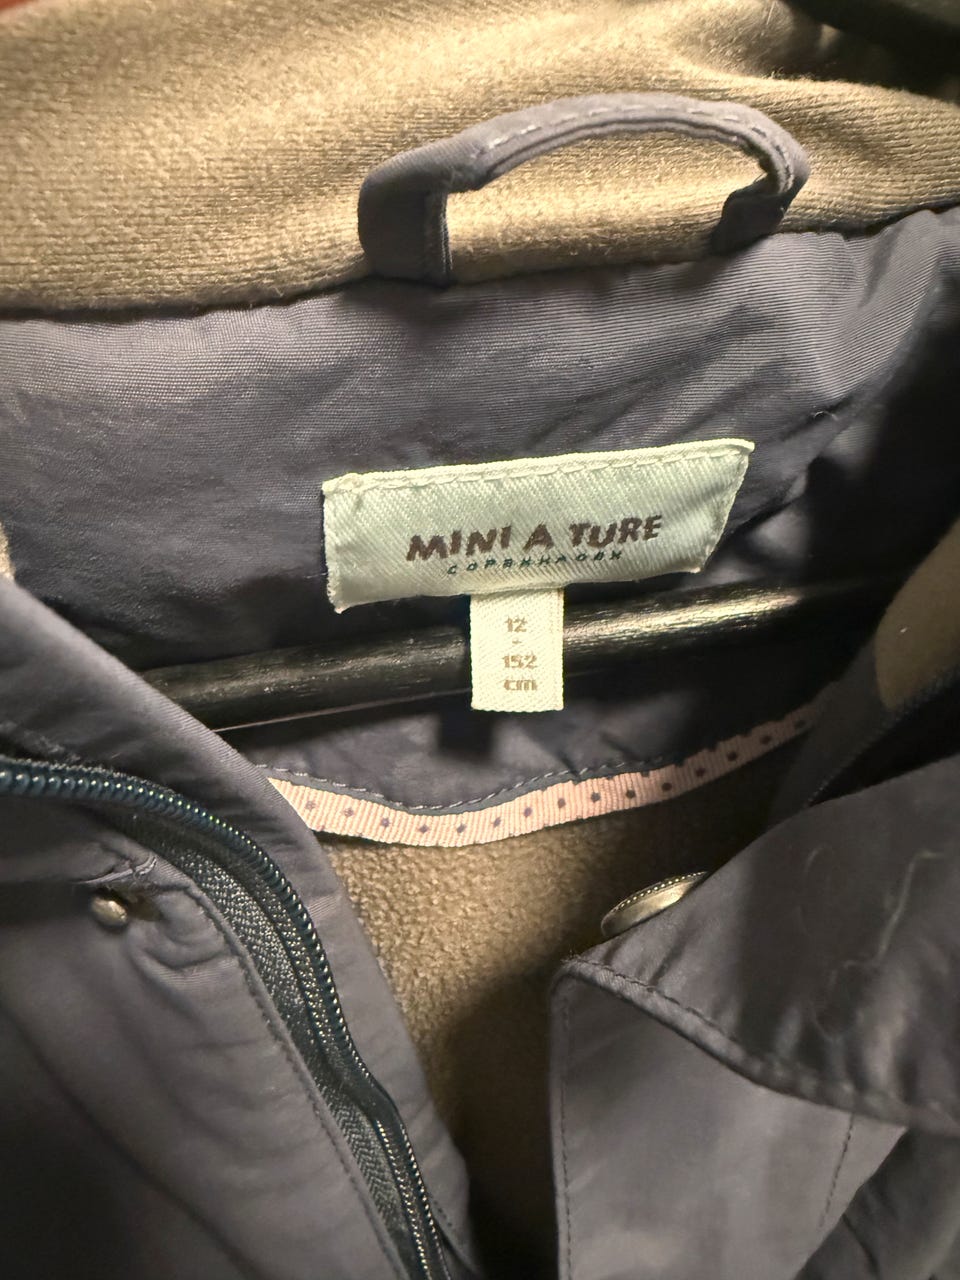 MINI A TURE
COPENHAGEN
12
-
152
cm